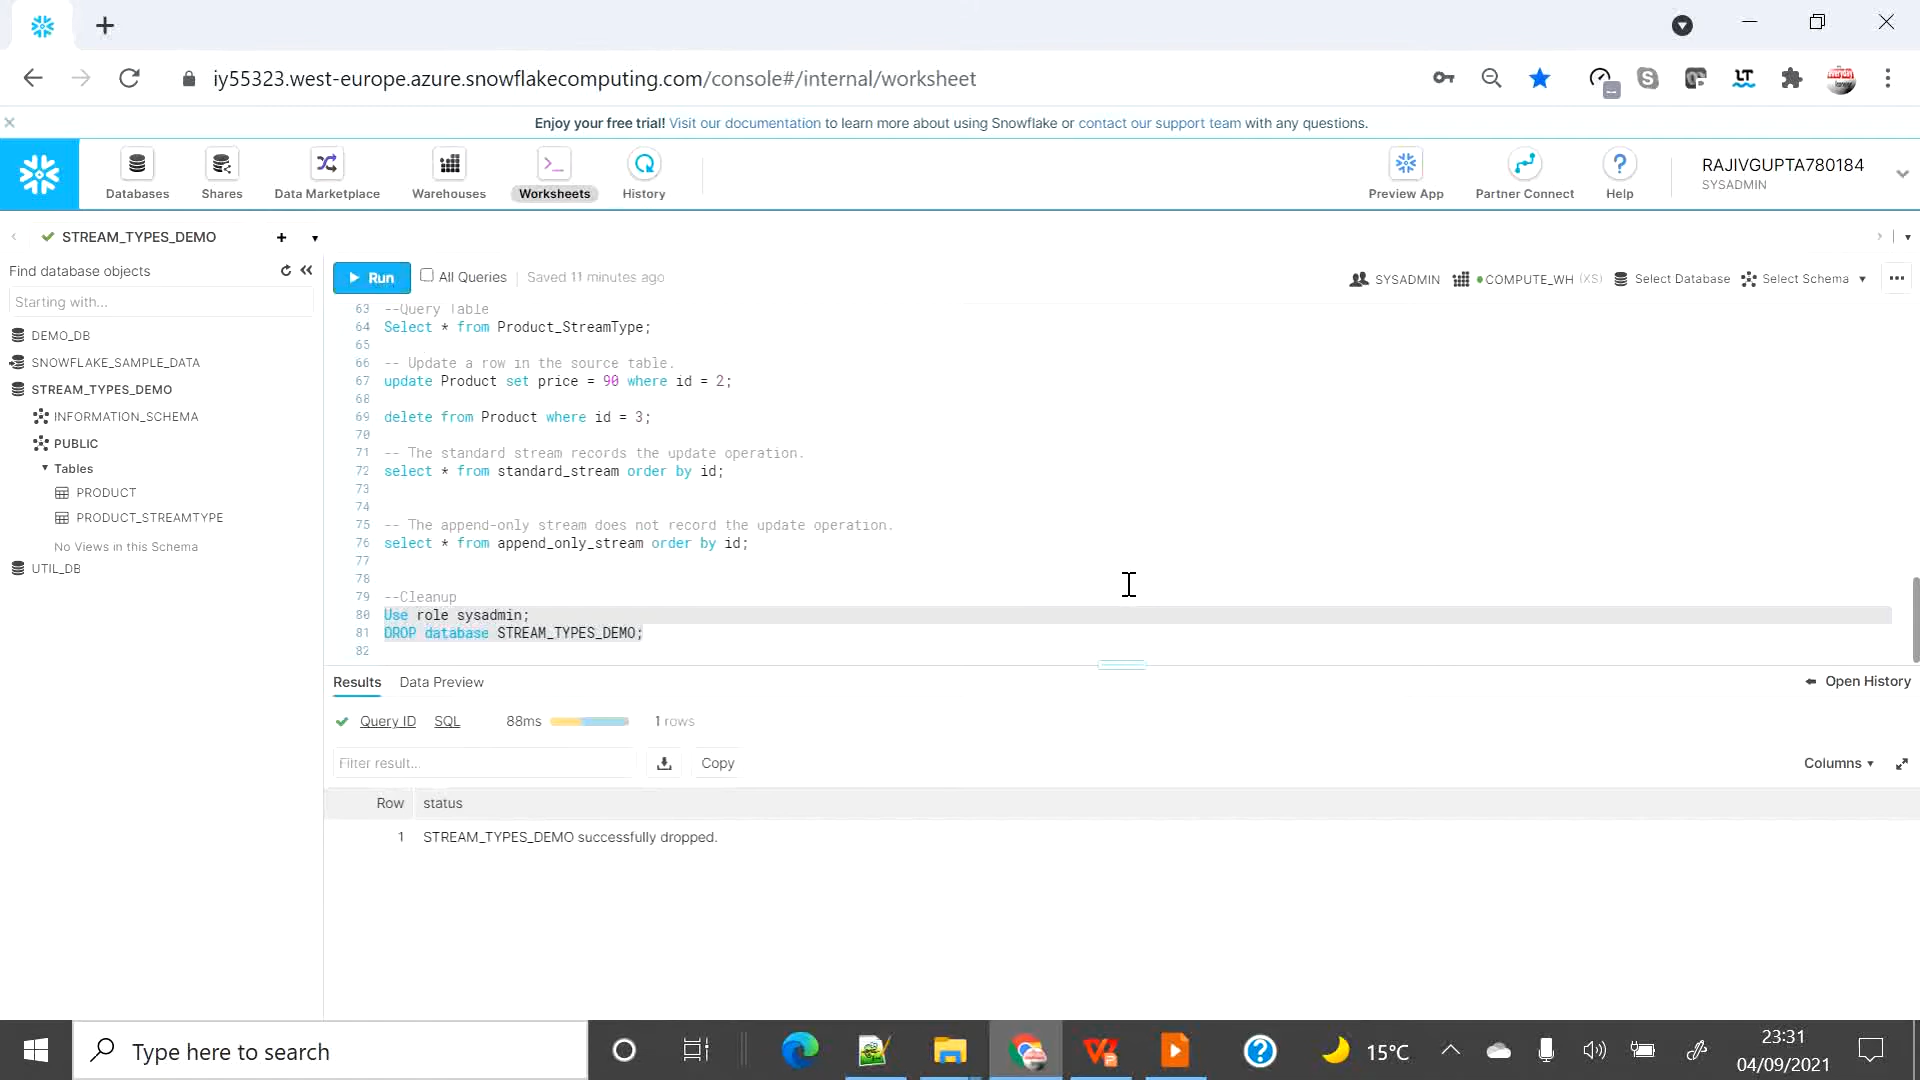 iy55323.west-europe.azure.snowflakecomputing.com/console#/internal/worksheet
Enjoy your free trial! Visit our documentation to learn more about using Snowflake or contact our support team with any questions.
Databases
Shares
Data Marketplace
Warehouses
Worksheets
History
Preview App
Partner Connect
Help
RAJIVGUPTA780184
SYSADMIN
STREAM_TYPES_DEMO
Find database objects
Starting with...
DEMO_DB
SNOWFLAKE_SAMPLE_DATA
STREAM_TYPES_DEMO
INFORMATION_SCHEMA
PUBLIC
Tables
PRODUCT
PRODUCT_STREAMTYPE
No Views in this Schema
UTIL_DB
Run
All Queries
Saved 11 minutes ago
SYSADMIN
COMPUTE_WH (XS)
Select Database
Select Schema
63 --Query Table
64 Select * from Product_StreamType;
65
66 -- Update a row in the source table.
67 update Product set price = 90 where id = 2;
68
69 delete from Product where id = 3;
70
71 -- The standard stream records the update operation.
72 select * from standard_stream order by id;
73
74
75 -- The append-only stream does not record the update operation.
76 select * from append_only_stream order by id;
77
78
79 --Cleanup
80 Use role sysadmin;
81 DROP database STREAM_TYPES_DEMO;
82
Results
Data Preview
Open History
Query ID
SQL
88ms
1 rows
Filter result...
Copy
Columns
Row status
1 STREAM_TYPES_DEMO successfully dropped.
Type here to search
15°C
23:31
04/09/2021